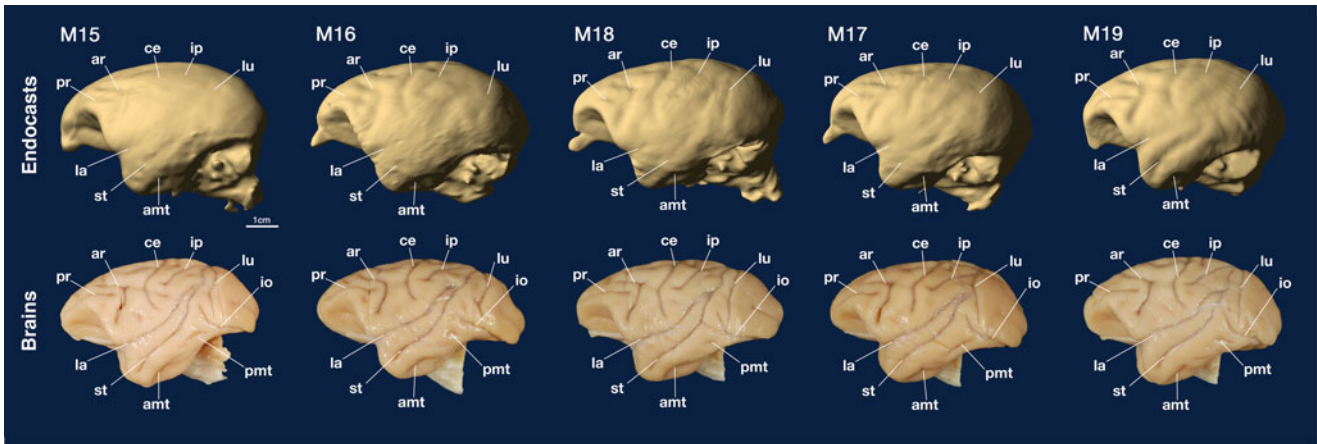 M15 M16 M18 M17 M19
Endocasts
pr ar ce ip lu la st amt
pr ar ce ip lu la st amt
pr ar ce ip lu la st amt
pr ar ce ip lu la st amt
pr ar ce ip lu la st amt
1cm
Brains
pr ar ce ip lu io la st amt pmt
pr ar ce ip lu io la st amt pmt
pr ar ce ip lu io la st amt pmt
pr ar ce ip lu io la st amt pmt
pr ar ce ip lu io la st amt pmt